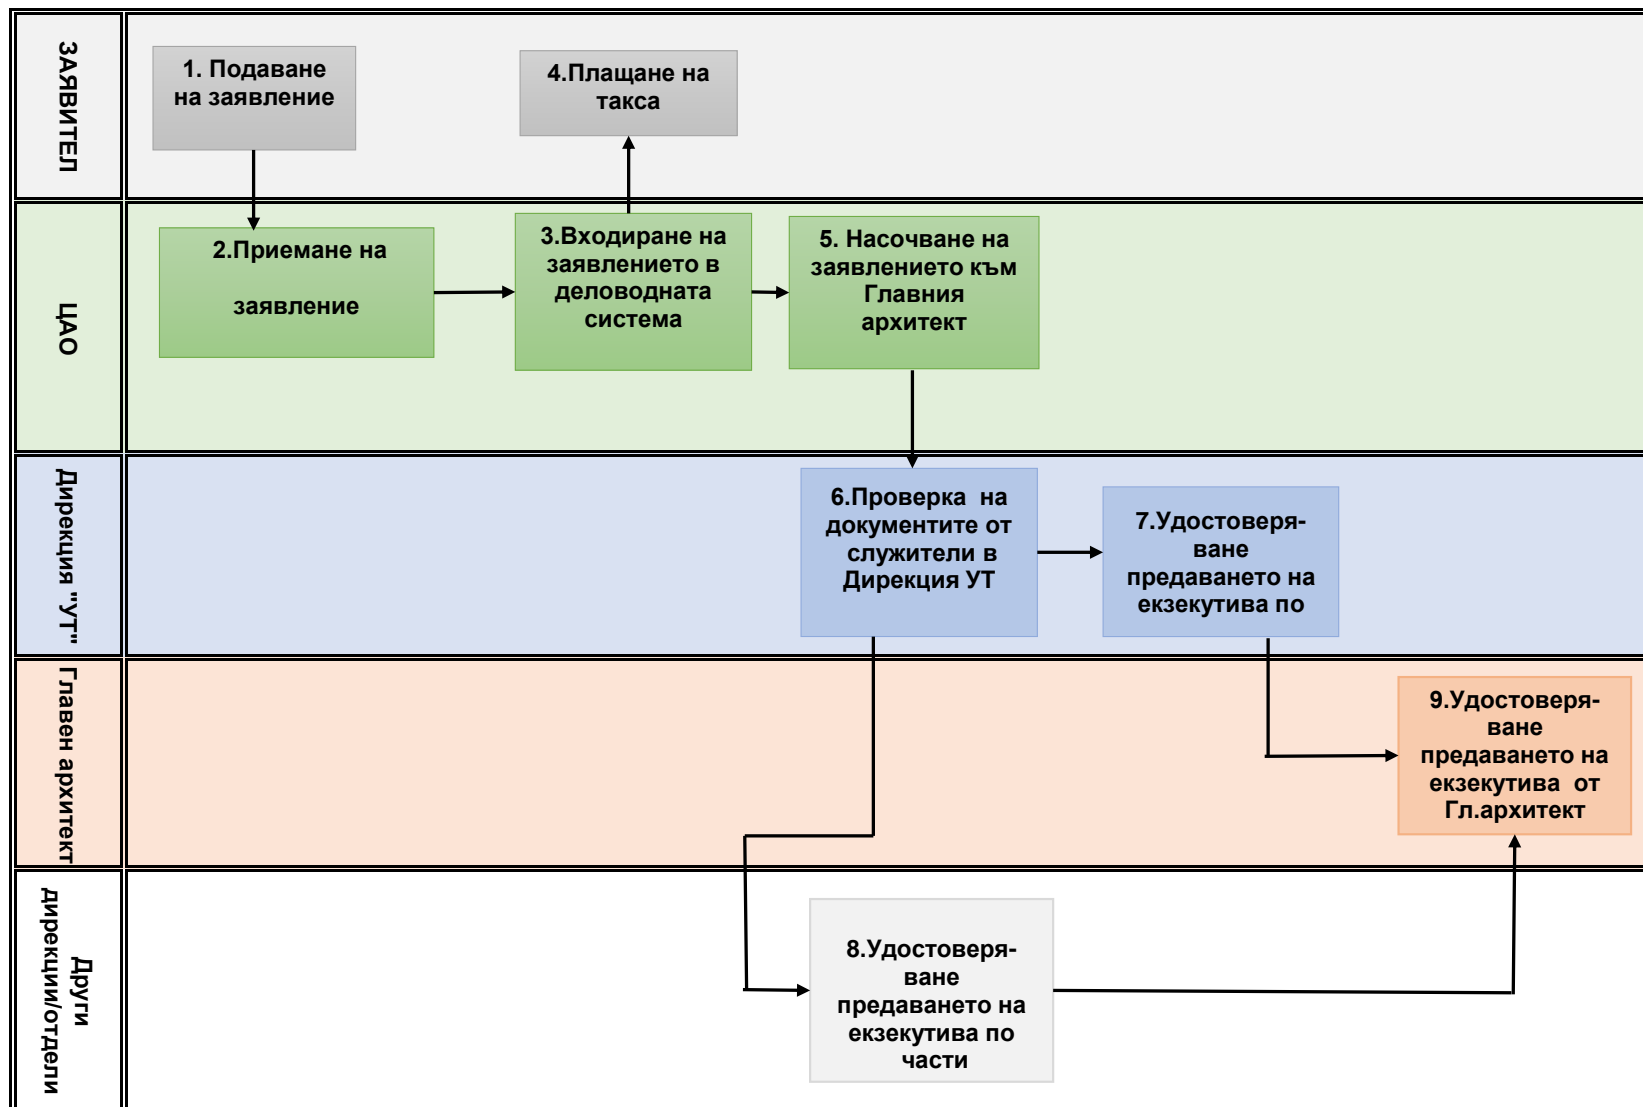 ЗАЯВИТЕЛ
1. Подаване
на заявление
4.Плащане на
такса
ЦАО
2.Приемане на
заявление
3.Входиране на
заявлението в
деловодната
система
5. Насочване на
заявлението към
Главния
архитект
Дирекция "УТ"
6.Проверка на
документите от
служители в
Дирекция УТ
7.Удостоверя-
ване
предаването на
екзекутива по
Главен архитект
9.Удостоверя-
ване
предаването на
екзекутива от
Гл.архитект
Други
дирекции/отдели
8.Удостоверя-
ване
предаването на
екзекутива по
части